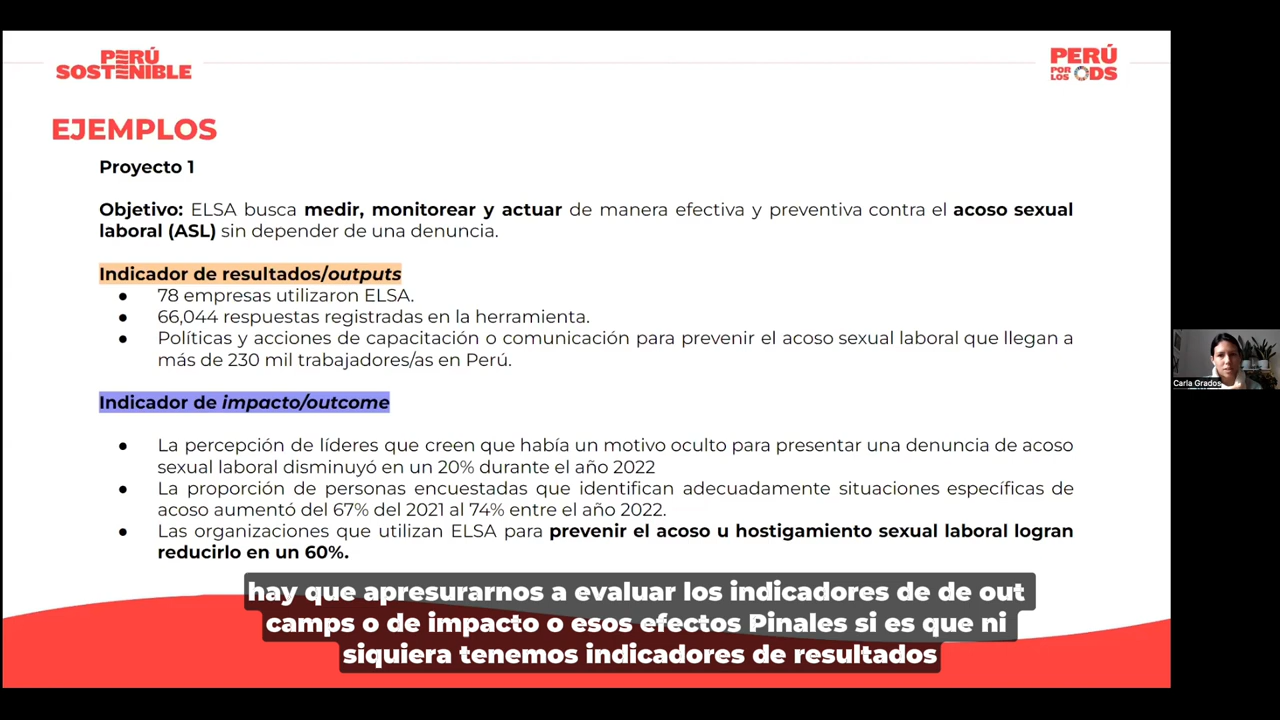 PERÚ
SOSTENIBLE
PERÚ
POR
LOS ODS
EJEMPLOS
Proyecto 1
Objetivo: ELSA busca medir, monitorear y actuar de manera efectiva y preventiva contra el acoso sexual
laboral (ASL) sin depender de una denuncia.
Indicador de resultados/outputs
● 78 empresas utilizaron ELSA.
● 66,044 respuestas registradas en la herramienta.
● Políticas y acciones de capacitación o comunicación para prevenir el acoso sexual laboral que llegan a
más de 230 mil trabajadores/as en Perú.
Indicador de impacto/outcome
● La percepción de líderes que creen que había un motivo oculto para presentar una denuncia de acoso
sexual laboral disminuyó en un 20% durante el año 2022
● La proporción de personas encuestadas que identifican adecuadamente situaciones específicas de
acoso aumentó del 67% del 2021 al 74% entre el año 2022.
● Las organizaciones que utilizan ELSA para prevenir el acoso u hostigamiento sexual laboral logran
reducirlo en un 60%.
Carla Grados
hay que apresurarnos a evaluar los indicadores de de out
camps o de impacto o esos efectos Pinales si es que ni
siquiera tenemos indicadores de resultados